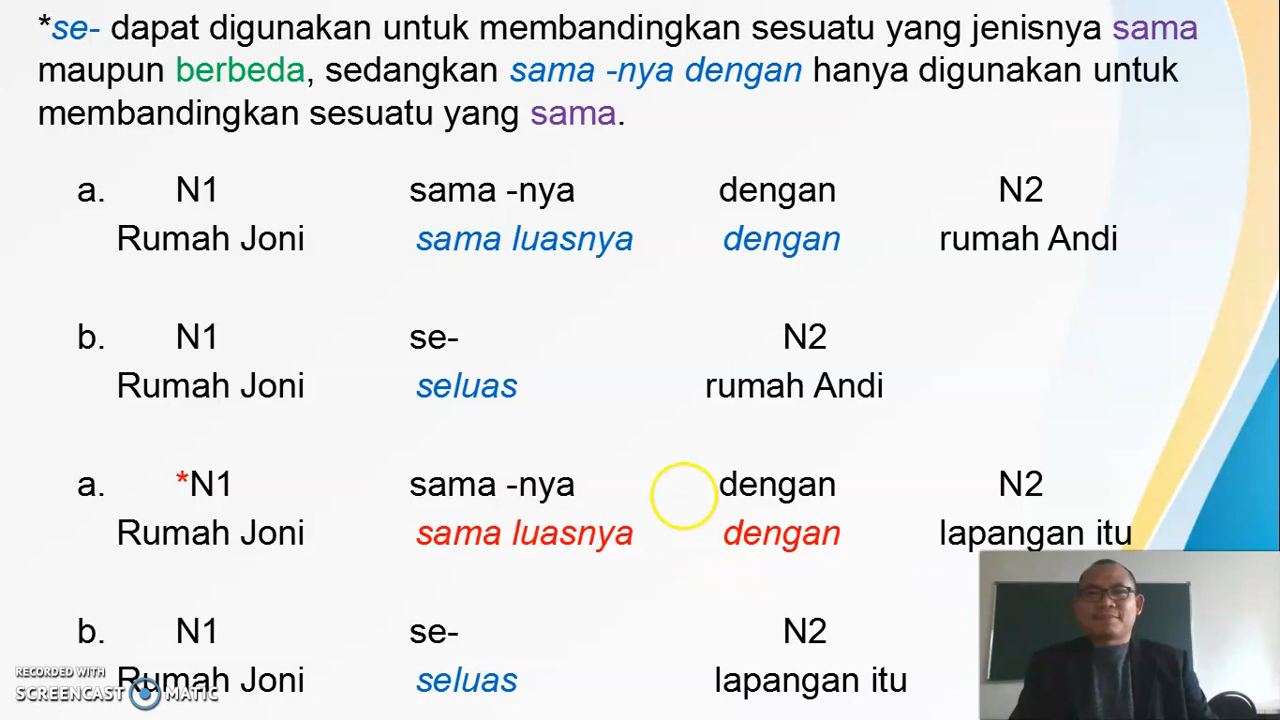 *se- dapat digunakan untuk membandingkan sesuatu yang jenisnya sama
maupun berbeda, sedangkan sama -nya dengan hanya digunakan untuk
membandingkan sesuatu yang sama.
a. N1 sama -nya dengan N2
Rumah Joni sama luasnya dengan rumah Andi
b. N1 se- N2
Rumah Joni seluas rumah Andi
a. *N1 sama -nya dengan N2
Rumah Joni sama luasnya dengan lapangan itu
b. N1 se- N2
Rumah Joni seluas lapangan itu
RECORDED WITH
SCREENCAST MATIC